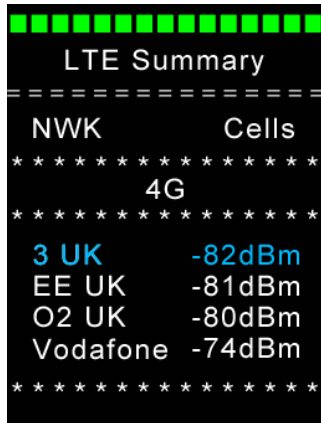 LTE Summary
= = = = = = = = = = = = = = =
NWK Cells
* * * * * * * * * * * * * * *
4G
* * * * * * * * * * * * * * *
3 UK -82dBm
EE UK -81dBm
O2 UK -80dBm
Vodafone -74dBm
* * * * * * * * * * * * * * *